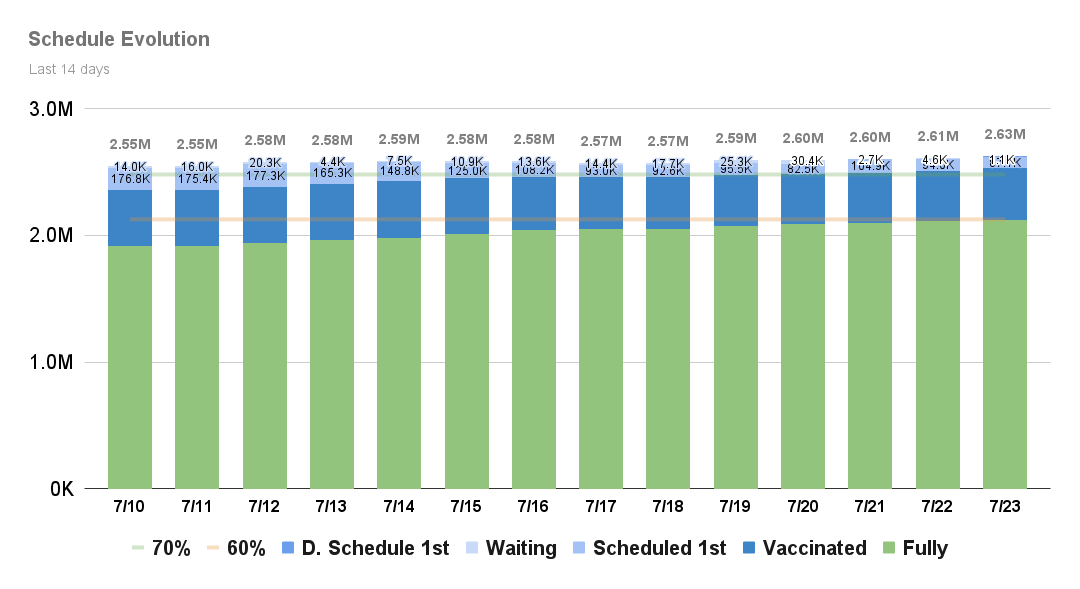 Schedule Evolution
Last 14 days
3.0M
2.55M 2.55M 2.58M 2.58M 2.59M 2.58M 2.58M 2.57M 2.57M 2.59M 2.60M 2.60M 2.61M 2.63M
14.0K 16.0K 20.3K 4.4K 7.5K 10.9K 13.6K 14.4K 17.7K 25.3K 30.4K 2.7K 4.6K 1.1K
176.8K 175.4K 177.3K 165.3K 148.8K 125.0K 108.2K 93.0K 92.6K 95.5K 82.5K 104.9K
2.0M
1.0M
0K
7/10 7/11 7/12 7/13 7/14 7/15 7/16 7/17 7/18 7/19 7/20 7/21 7/22 7/23
70% 60% D. Schedule 1st Waiting Scheduled 1st Vaccinated Fully